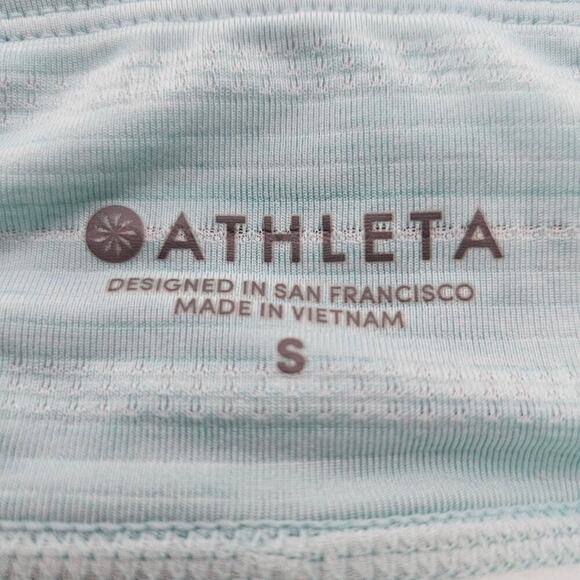 ATHLETA
DESIGNED IN SAN FRANCISCO
MADE IN VIETNAM
S